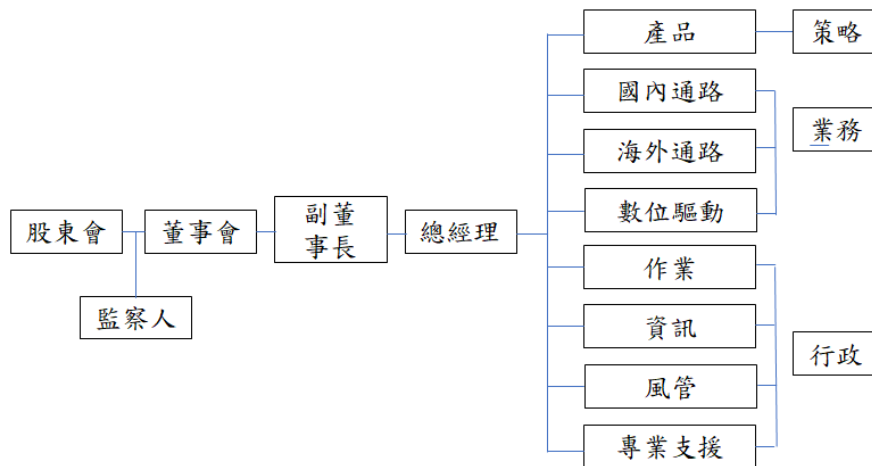 股東會
監察人
董事會
副董
事長
總經理
產品
國內通路
海外通路
數位驅動
作業
資訊
風管
專業支援
策略
業務
行政